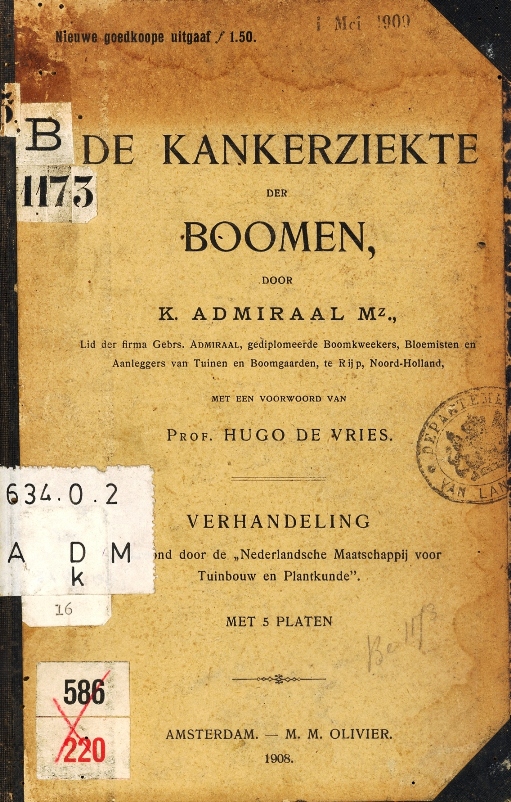 Nieuwe goedkoope uitgaaf ƒ 1.50.
1 Mei 1909
B
1173
DE KANKERZIEKTE
DER
BOOMEN,
DOOR
K. ADMIRAAL Mz.,
Lid der firma Gebrs. ADMIRAAL, gediplomeerde Boomkweekers, Bloemisten en
Aanleggers van Tuinen en Boomgaarden, te Rijp, Noord-Holland,
MET EEN VOORWOORD VAN
PROF. HUGO DE VRIES.
DEPARTEME
VAN LAN
634.0.2
A D M
k
16
VERHANDELING
ond door de „Nederlandsche Maatschappij voor
Tuinbouw en Plantkunde”.
MET 5 PLATEN
586
220
AMSTERDAM. — M. M. OLIVIER.
1908.